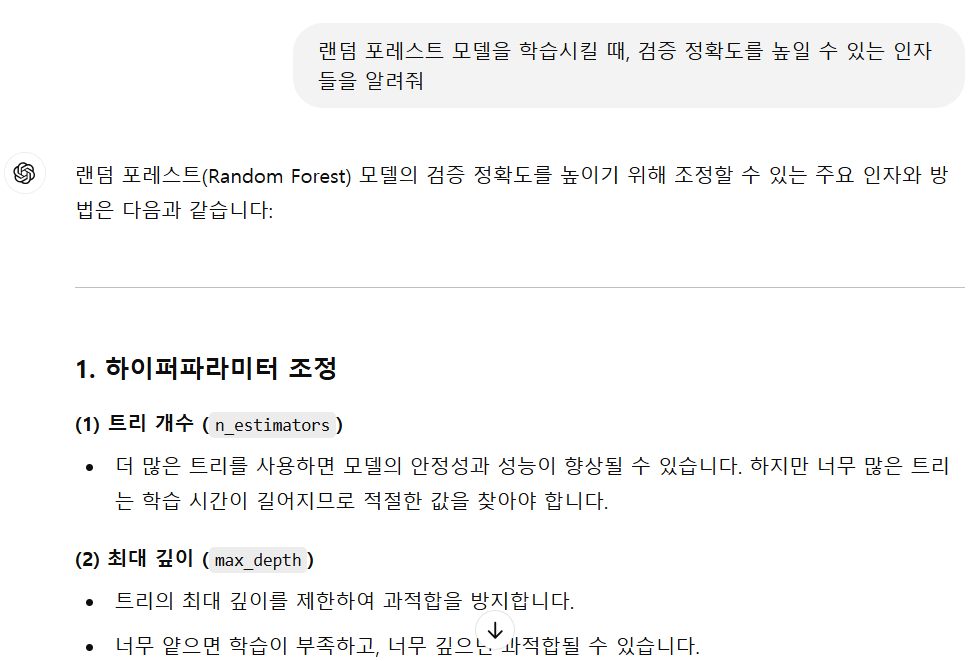 랜덤 포레스트 모델을 학습시킬 때, 검증 정확도를 높일 수 있는 인자
들을 알려줘
랜덤 포레스트(Random Forest) 모델의 검증 정확도를 높이기 위해 조정할 수 있는 주요 인자와 방
법은 다음과 같습니다:
1. 하이퍼파라미터 조정
(1) 트리 개수 (n_estimators)
• 더 많은 트리를 사용하면 모델의 안정성과 성능이 향상될 수 있습니다. 하지만 너무 많은 트리
는 학습 시간이 길어지므로 적절한 값을 찾아야 합니다.
(2) 최대 깊이 (max_depth)
• 트리의 최대 깊이를 제한하여 과적합을 방지합니다.
• 너무 얕으면 학습이 부족하고, 너무 깊으면 과적합될 수 있습니다.